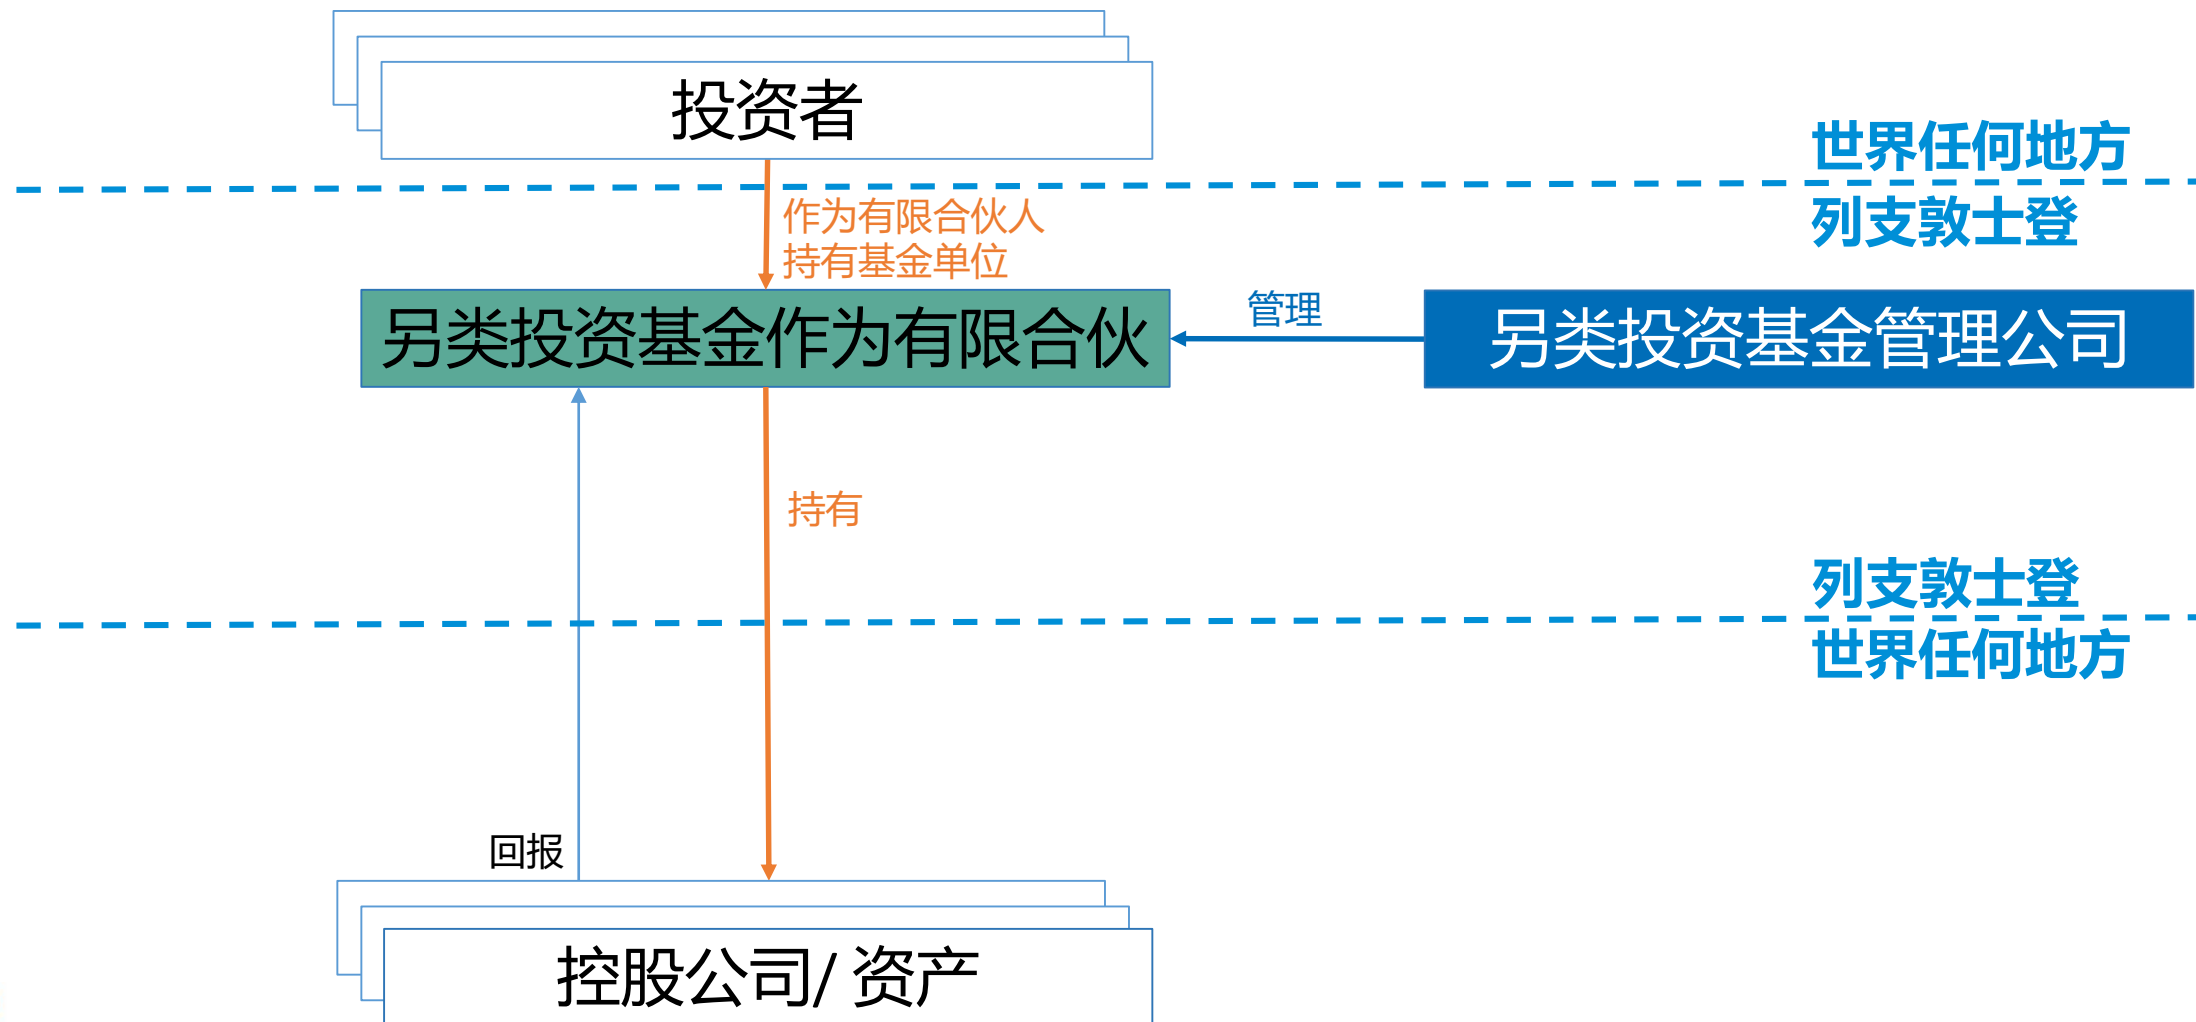 投资者
世界任何地方
列支敦士登
作为有限合伙人
持有基金单位
另类投资基金作为有限合伙
管理
另类投资基金管理公司
持有
列支敦士登
世界任何地方
回报
控股公司/ 资产